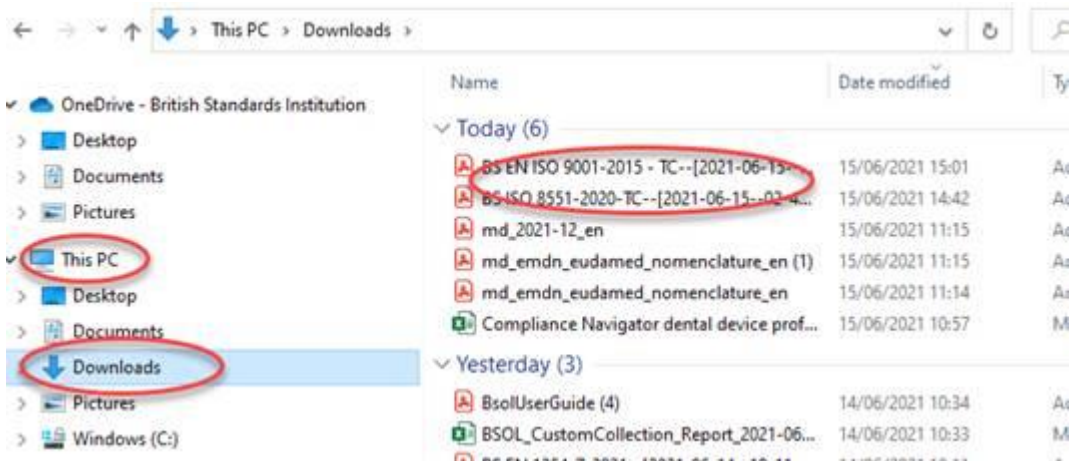 This PC > Downloads >
Name Date modified Ty
OneDrive - British Standards Institution
Desktop
Documents
Pictures
This PC
Desktop
Documents
Downloads
Pictures
Windows (C:)
Today (6)
BS EN ISO 9001-2015 - TC--[2021-06-15-... 15/06/2021 15:01
BS ISO 8551-2020-TC--[2021-06-15--02-4... 15/06/2021 14:42
md_2021-12_en 15/06/2021 11:15
md_emdn_eudamed_nomenclature_en (1) 15/06/2021 11:15
md_emdn_eudamed_nomenclature_en 15/06/2021 11:14
Compliance Navigator dental device prof... 15/06/2021 10:57
Yesterday (3)
BsolUserGuide (4) 14/06/2021 10:34
BSOL_CustomCollection_Report_2021-06... 14/06/2021 10:33